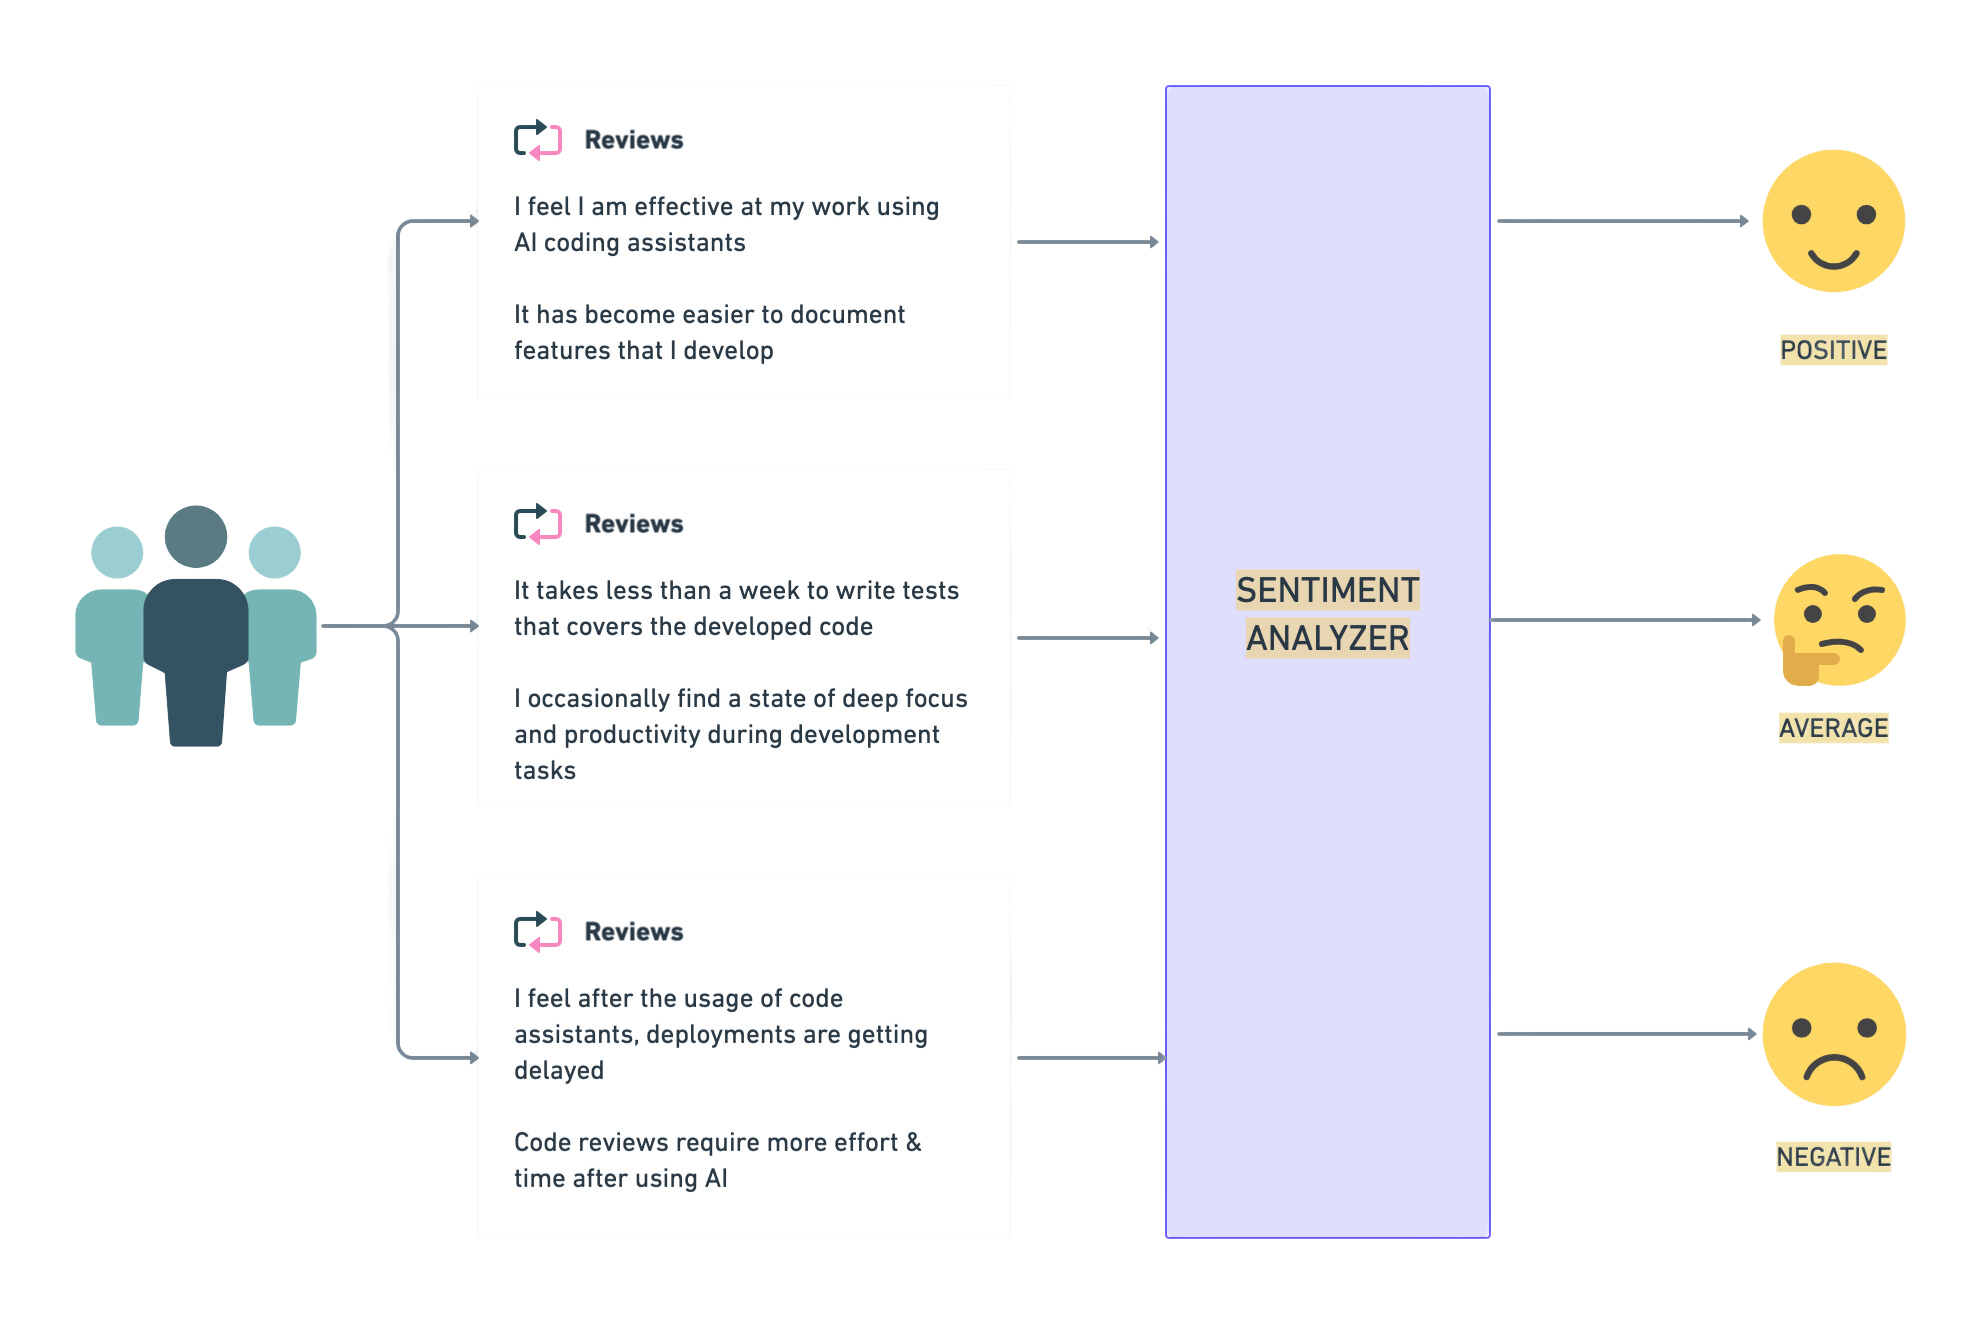 Reviews
I feel I am effective at my work using
AI coding assistants
It has become easier to document
features that I develop
Reviews
It takes less than a week to write tests
that covers the developed code
I occasionally find a state of deep focus
and productivity during development
tasks
Reviews
I feel after the usage of code
assistants, deployments are getting
delayed
Code reviews require more effort &
time after using AI
SENTIMENT
ANALYZER
POSITIVE
AVERAGE
NEGATIVE